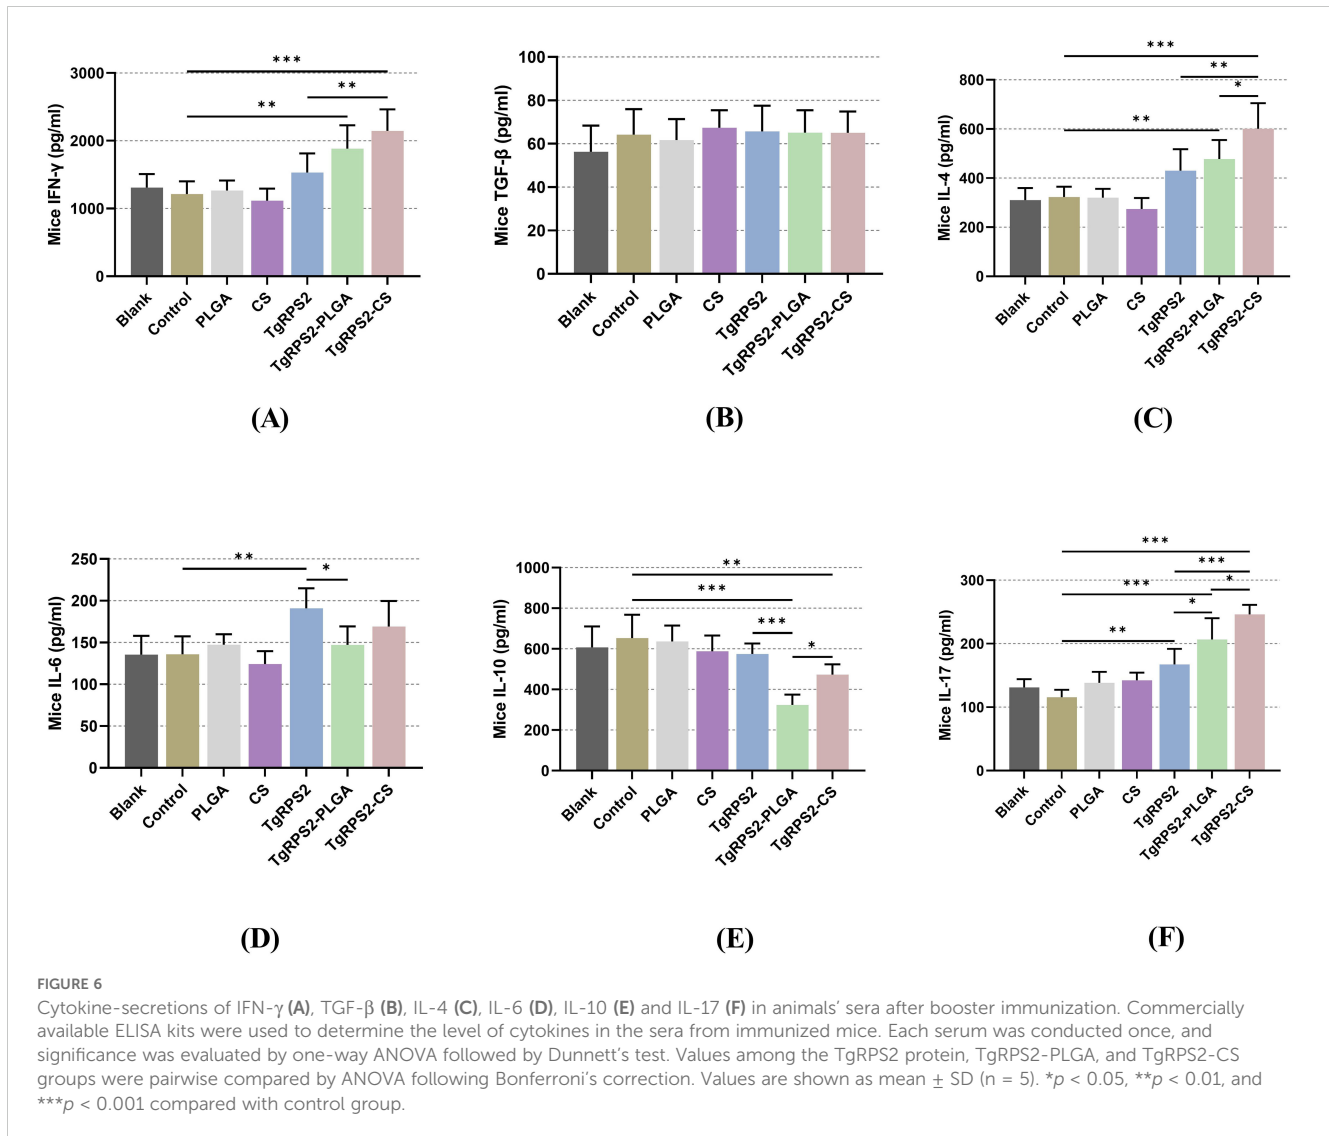 ***
**
**
3000
2000
1000
0
Mice IFN-γ (pg/ml)
Blank
Control
PLGA
CS
TgRPS2
TgRPS2-PLGA
TgRPS2-CS
(A)
100
80
60
40
20
0
Mice TGF-β (pg/ml)
Blank
Control
PLGA
CS
TgRPS2
TgRPS2-PLGA
TgRPS2-CS
(B)
***
**
*
**
800
600
400
200
0
Mice IL-4 (pg/ml)
Blank
Control
PLGA
CS
TgRPS2
TgRPS2-PLGA
TgRPS2-CS
(C)
**
*
250
200
150
100
50
0
Mice IL-6 (pg/ml)
Blank
Control
PLGA
CS
TgRPS2
TgRPS2-PLGA
TgRPS2-CS
(D)
**
***
***
*
1000
800
600
400
200
0
Mice IL-10 (pg/ml)
Blank
Control
PLGA
CS
TgRPS2
TgRPS2-PLGA
TgRPS2-CS
(E)
***
***
***
*
*
**
300
200
100
0
Mice IL-17 (pg/ml)
Blank
Control
PLGA
CS
TgRPS2
TgRPS2-PLGA
TgRPS2-CS
(F)
FIGURE 6
Cytokine-secretions of IFN-γ (A), TGF-β (B), IL-4 (C), IL-6 (D), IL-10 (E) and IL-17 (F) in animals’ sera after booster immunization. Commercially
available ELISA kits were used to determine the level of cytokines in the sera from immunized mice. Each serum was conducted once, and
significance was evaluated by one-way ANOVA followed by Dunnett’s test. Values among the TgRPS2 protein, TgRPS2-PLGA, and TgRPS2-CS
groups were pairwise compared by ANOVA following Bonferroni’s correction. Values are shown as mean ± SD (n = 5). *p < 0.05, **p < 0.01, and
***p < 0.001 compared with control group.